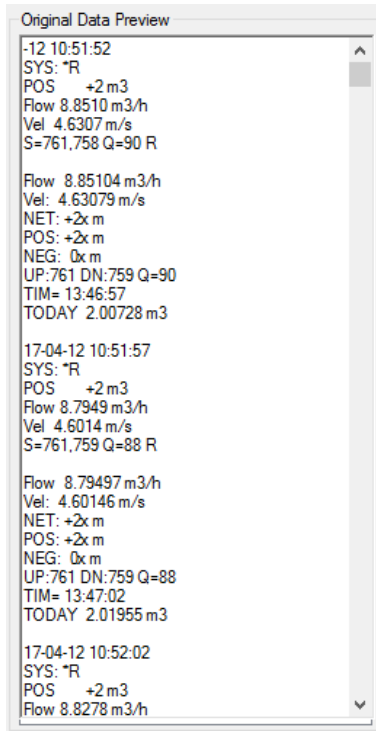 Original Data Preview
-12 10:51:52
SYS: *R
POS +2 m3
Flow 8.8510 m3/h
Vel 4.6307 m/s
S=761,758 Q=90 R
Flow 8.85104 m3/h
Vel: 4.63079 m/s
NET: +2x m
POS: +2x m
NEG: 0x m
UP:761 DN:759 Q=90
TIM= 13:46:57
TODAY 2.00728 m3
17-04-12 10:51:57
SYS: *R
POS +2 m3
Flow 8.7949 m3/h
Vel 4.6014 m/s
S=761,759 Q=88 R
Flow 8.79497 m3/h
Vel: 4.60146 m/s
NET: +2x m
POS: +2x m
NEG: 0x m
UP:761 DN:759 Q=88
TIM= 13:47:02
TODAY 2.01955 m3
17-04-12 10:52:02
SYS: *R
POS +2 m3
Flow 8.8278 m3/h